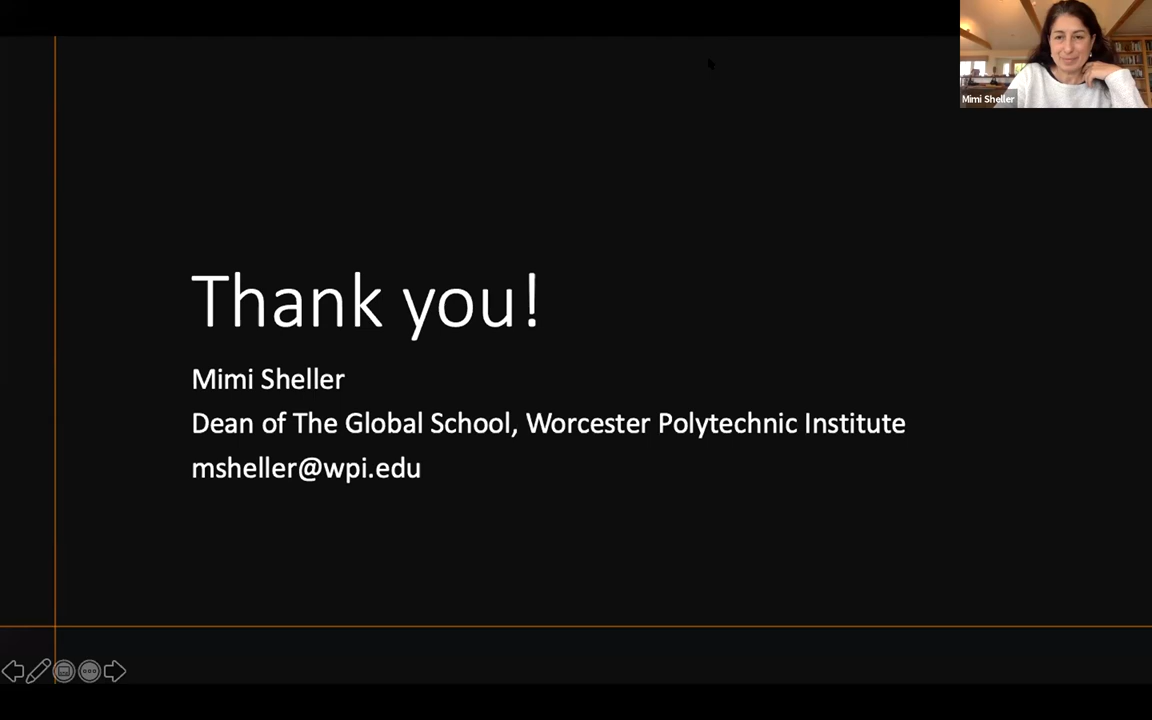 Mimi Sheller
Thank you!
Mimi Sheller
Dean of The Global School, Worcester Polytechnic Institute
msheller@wpi.edu